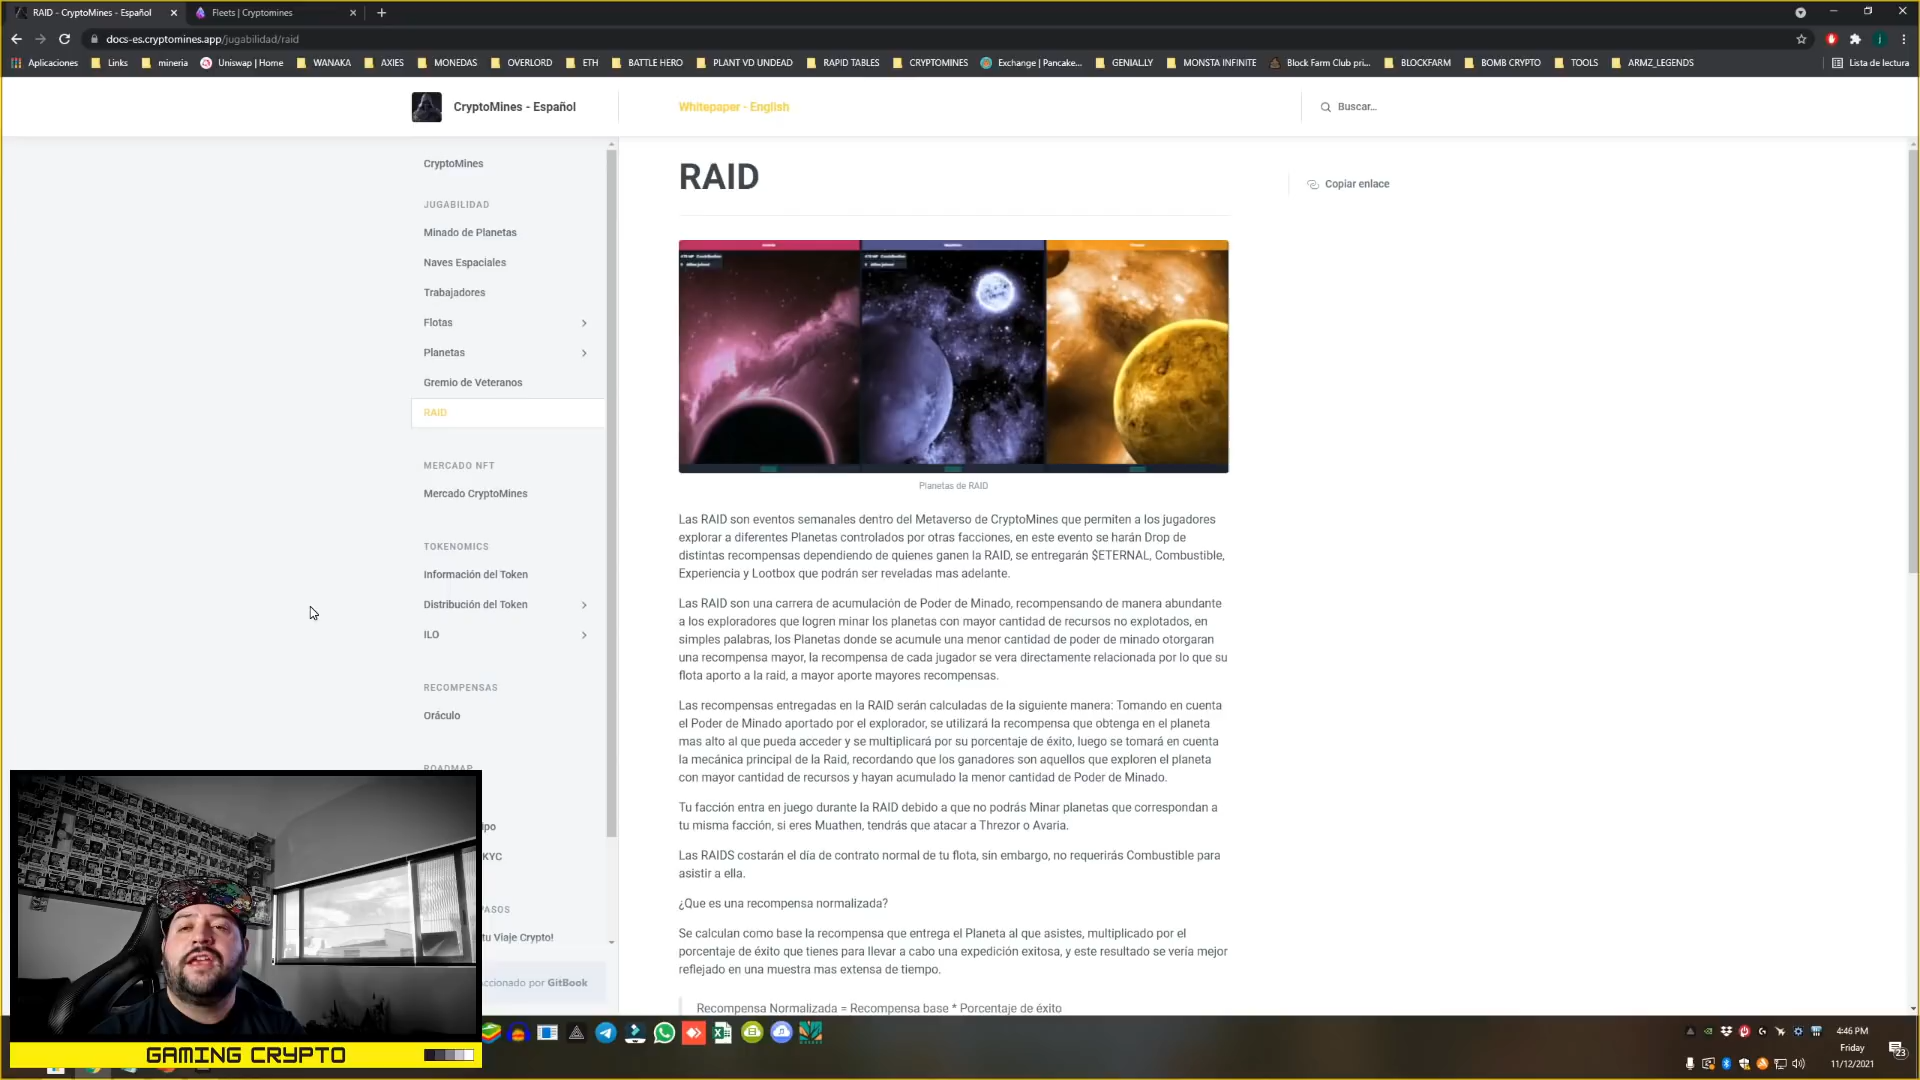 RAID - CryptoMines - Español
Fleets | Cryptomines
docs-es.cryptomines.app/jugabilidad/raid
Aplicaciones
Links
mineria
Uniswap | Home
WANAKA
AXIES
MONEDAS
OVERLORD
ETH
BATTLE HERO
PLANT VD UNDEAD
RAPID TABLES
CRYPTOMINES
Exchange | Pancake...
GENIALLY
MONSTA INFINITE
Block Farm Club pri...
BLOCKFARM
BOMB CRYPTO
TOOLS
ARMZ_LEGENDS
Lista de lectura
CryptoMines - Español
Whitepaper - English
Buscar...
CryptoMines
JUGABILIDAD
Minado de Planetas
Naves Espaciales
Trabajadores
Flotas
Planetas
Gremio de Veteranos
RAID
MERCADO NFT
Mercado CryptoMines
TOKENOMICS
Información del Token
Distribución del Token
ILO
RECOMPENSAS
Oráculo
ROADMAP
ipo
KYC
PASOS
tu Viaje Crypto!
ccionado por GitBook
RAID
Copiar enlace
Planetas de RAID
Las RAID son eventos semanales dentro del Metaverso de CryptoMines que permiten a los jugadores
explorar a diferentes Planetas controlados por otras facciones, en este evento se harán Drop de
distintas recompensas dependiendo de quienes ganen la RAID, se entregarán $ETERNAL, Combustible,
Experiencia y Lootbox que podrán ser reveladas mas adelante.
Las RAID son una carrera de acumulación de Poder de Minado, recompensando de manera abundante
a los exploradores que logren minar los planetas con mayor cantidad de recursos no explotados, en
simples palabras, los Planetas donde se acumule una menor cantidad de poder de minado otorgaran
una recompensa mayor, la recompensa de cada jugador se vera directamente relacionada por lo que su
flota aporto a la raid, a mayor aporte mayores recompensas.
Las recompensas entregadas en la RAID serán calculadas de la siguiente manera: Tomando en cuenta
el Poder de Minado aportado por el explorador, se utilizará la recompensa que obtenga en el planeta
mas alto al que pueda acceder y se multiplicará por su porcentaje de éxito, luego se tomará en cuenta
la mecánica principal de la Raid, recordando que los ganadores son aquellos que exploren el planeta
con mayor cantidad de recursos y hayan acumulado la menor cantidad de Poder de Minado.
Tu facción entra en juego durante la RAID debido a que no podrás Minar planetas que correspondan a
tu misma facción, si eres Muathen, tendrás que atacar a Threzor o Avaria.
Las RAIDS costarán el día de contrato normal de tu flota, sin embargo, no requerirás Combustible para
asistir a ella.
¿Que es una recompensa normalizada?
Se calculan como base la recompensa que entrega el Planeta al que asistes, multiplicado por el
porcentaje de éxito que tienes para llevar a cabo una expedición exitosa, y este resultado se vería mejor
reflejado en una muestra mas extensa de tiempo.
Recompensa Normalizada = Recompensa base * Porcentaje de éxito
GAMING CRYPTO
4:46 PM
Friday
11/12/2021
23